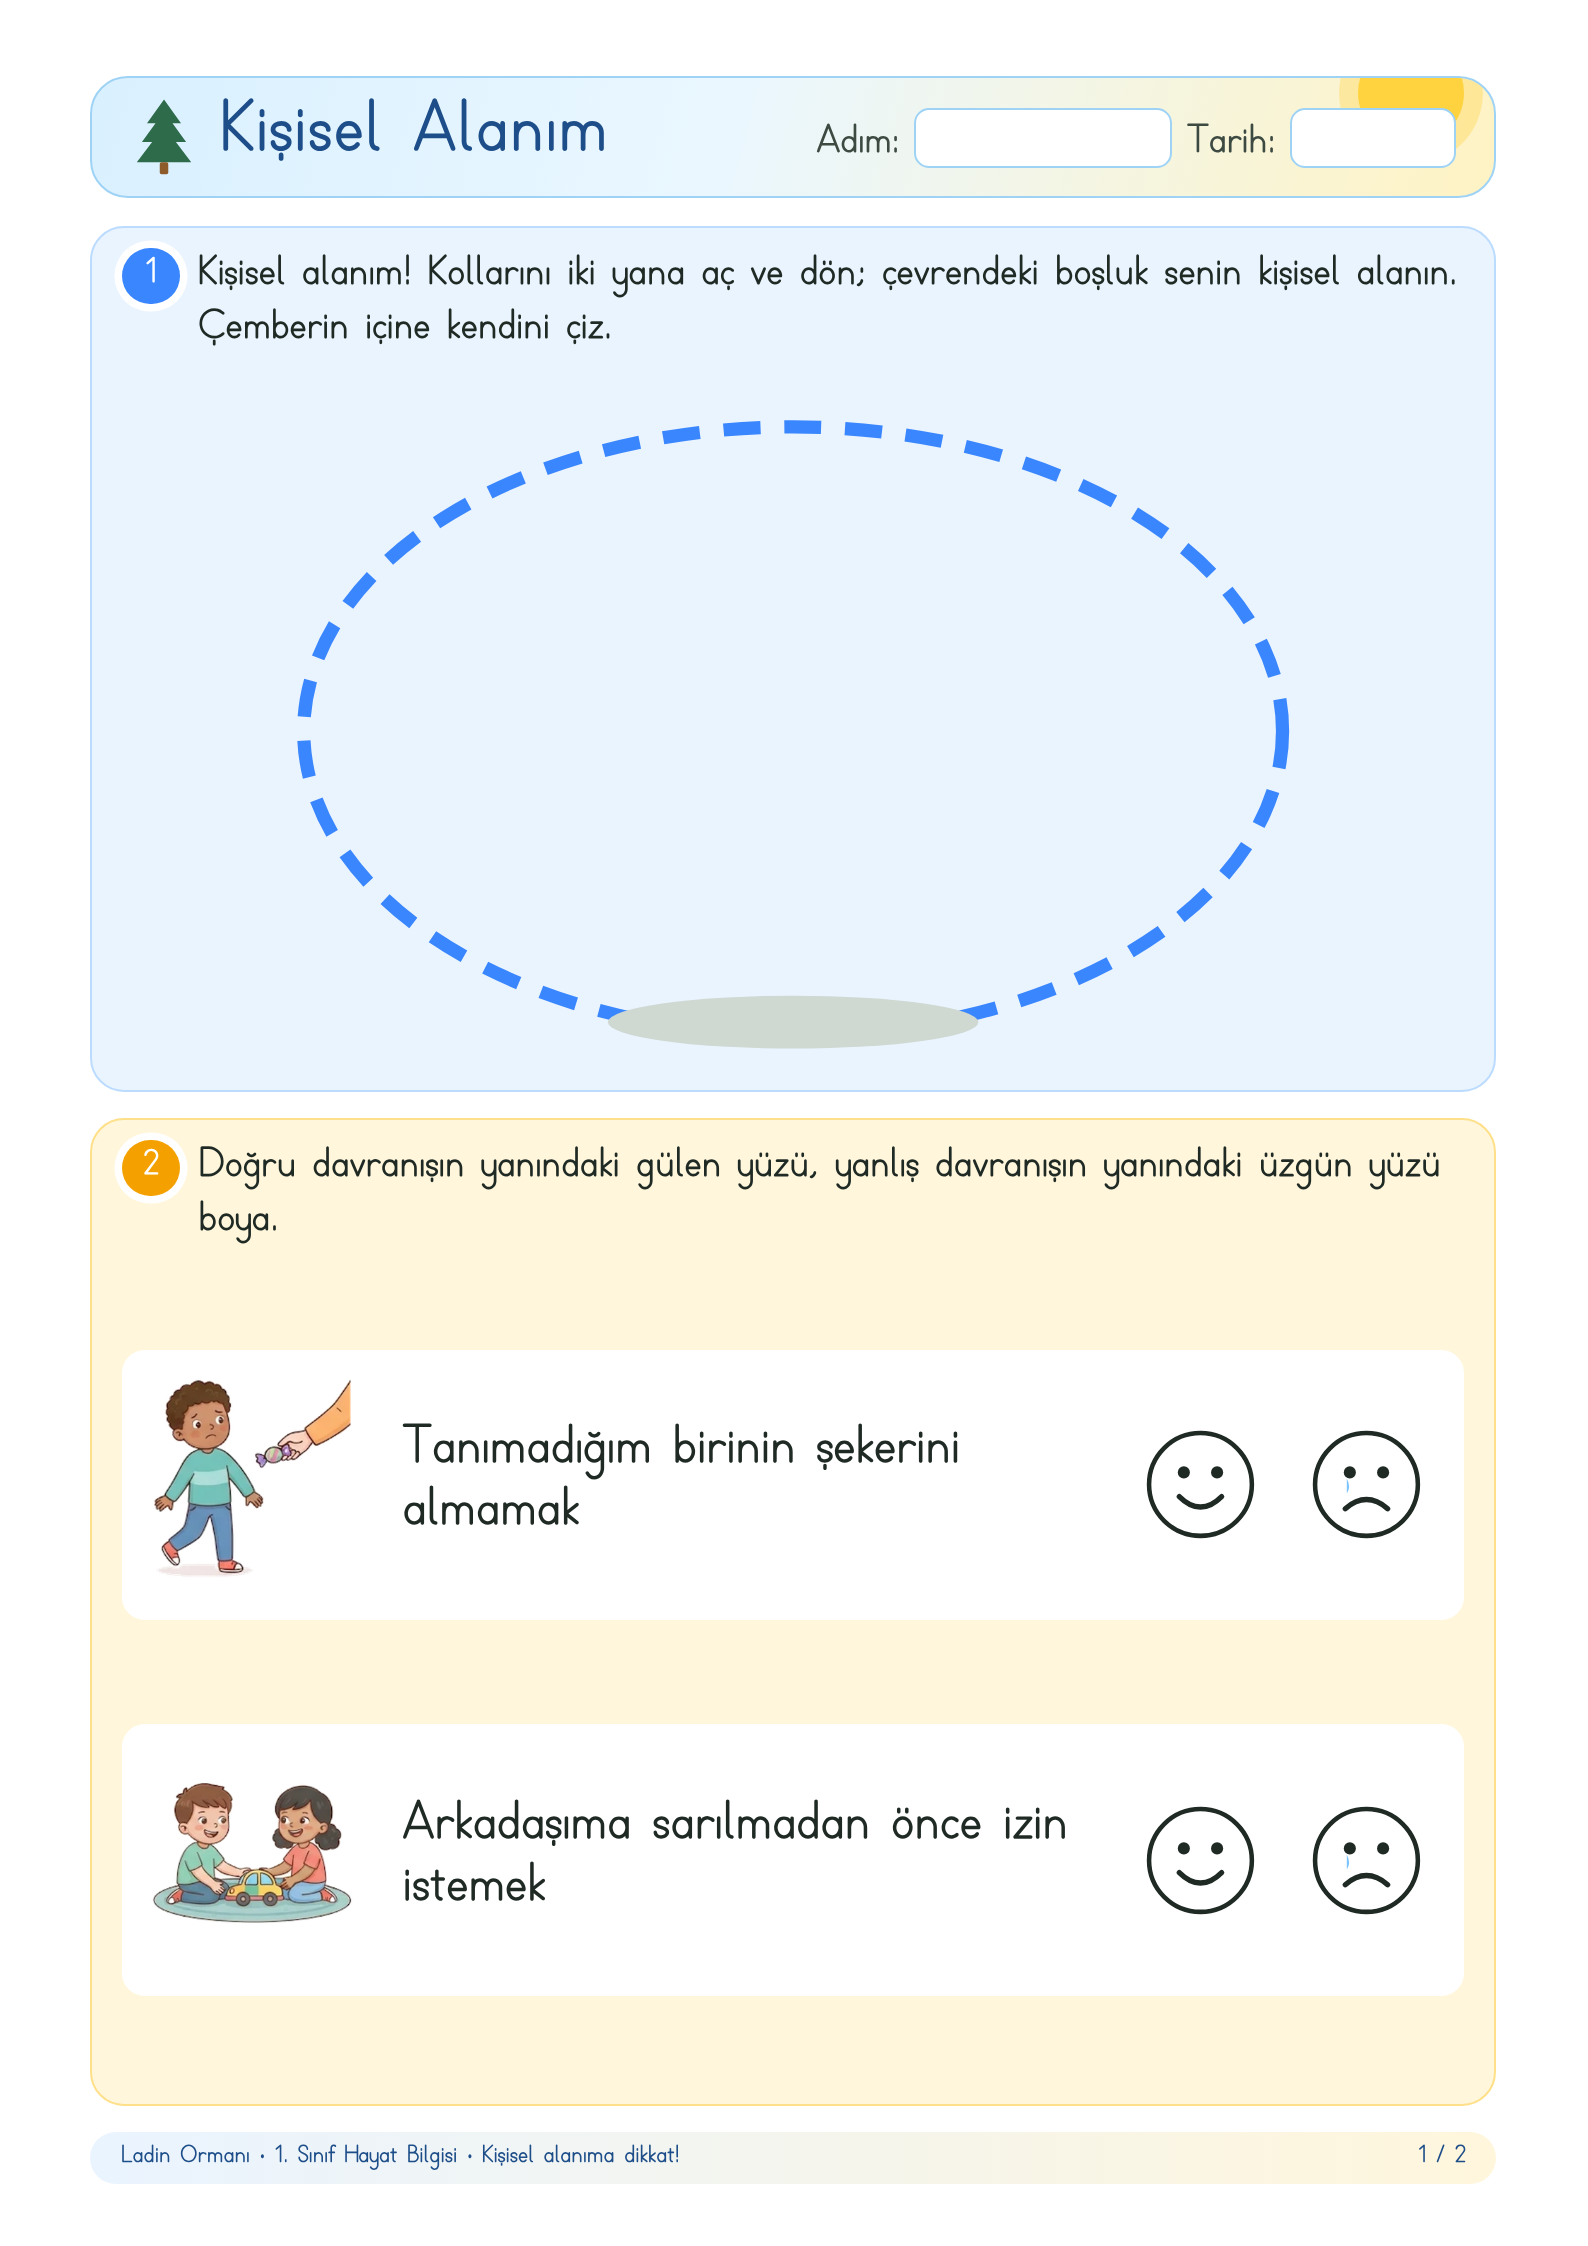 Kişisel Alanım
Adım:
Tarih:
1
Kişisel alanım! Kollarını iki yana aç ve dön; çevrendeki boşluk senin kişisel alanın.
Çemberin içine kendini çiz.
2
Doğru davranışın yanındaki gülen yüzü, yanlış davranışın yanındaki üzgün yüzü
boya.
Tanımadığım birinin şekerini
almamak
Arkadaşıma sarılmadan önce izin
istemek
Ladin Ormanı • 1. Sınıf Hayat Bilgisi • Kişisel alanıma dikkat!
1 / 2